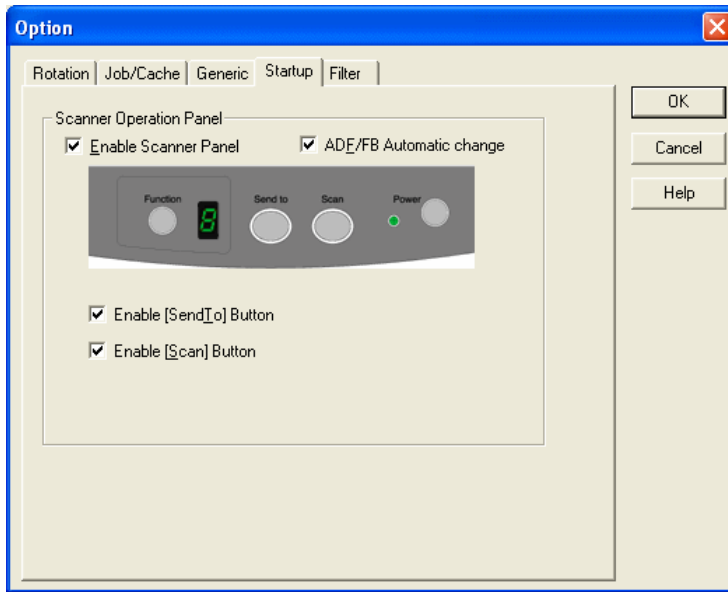 Option
Rotation Job/Cache Generic Startup Filter
OK
Cancel
Help
Scanner Operation Panel
Enable Scanner Panel ADF/FB Automatic change
Function 8 Send to Scan Power
Enable [SendTo] Button
Enable [Scan] Button